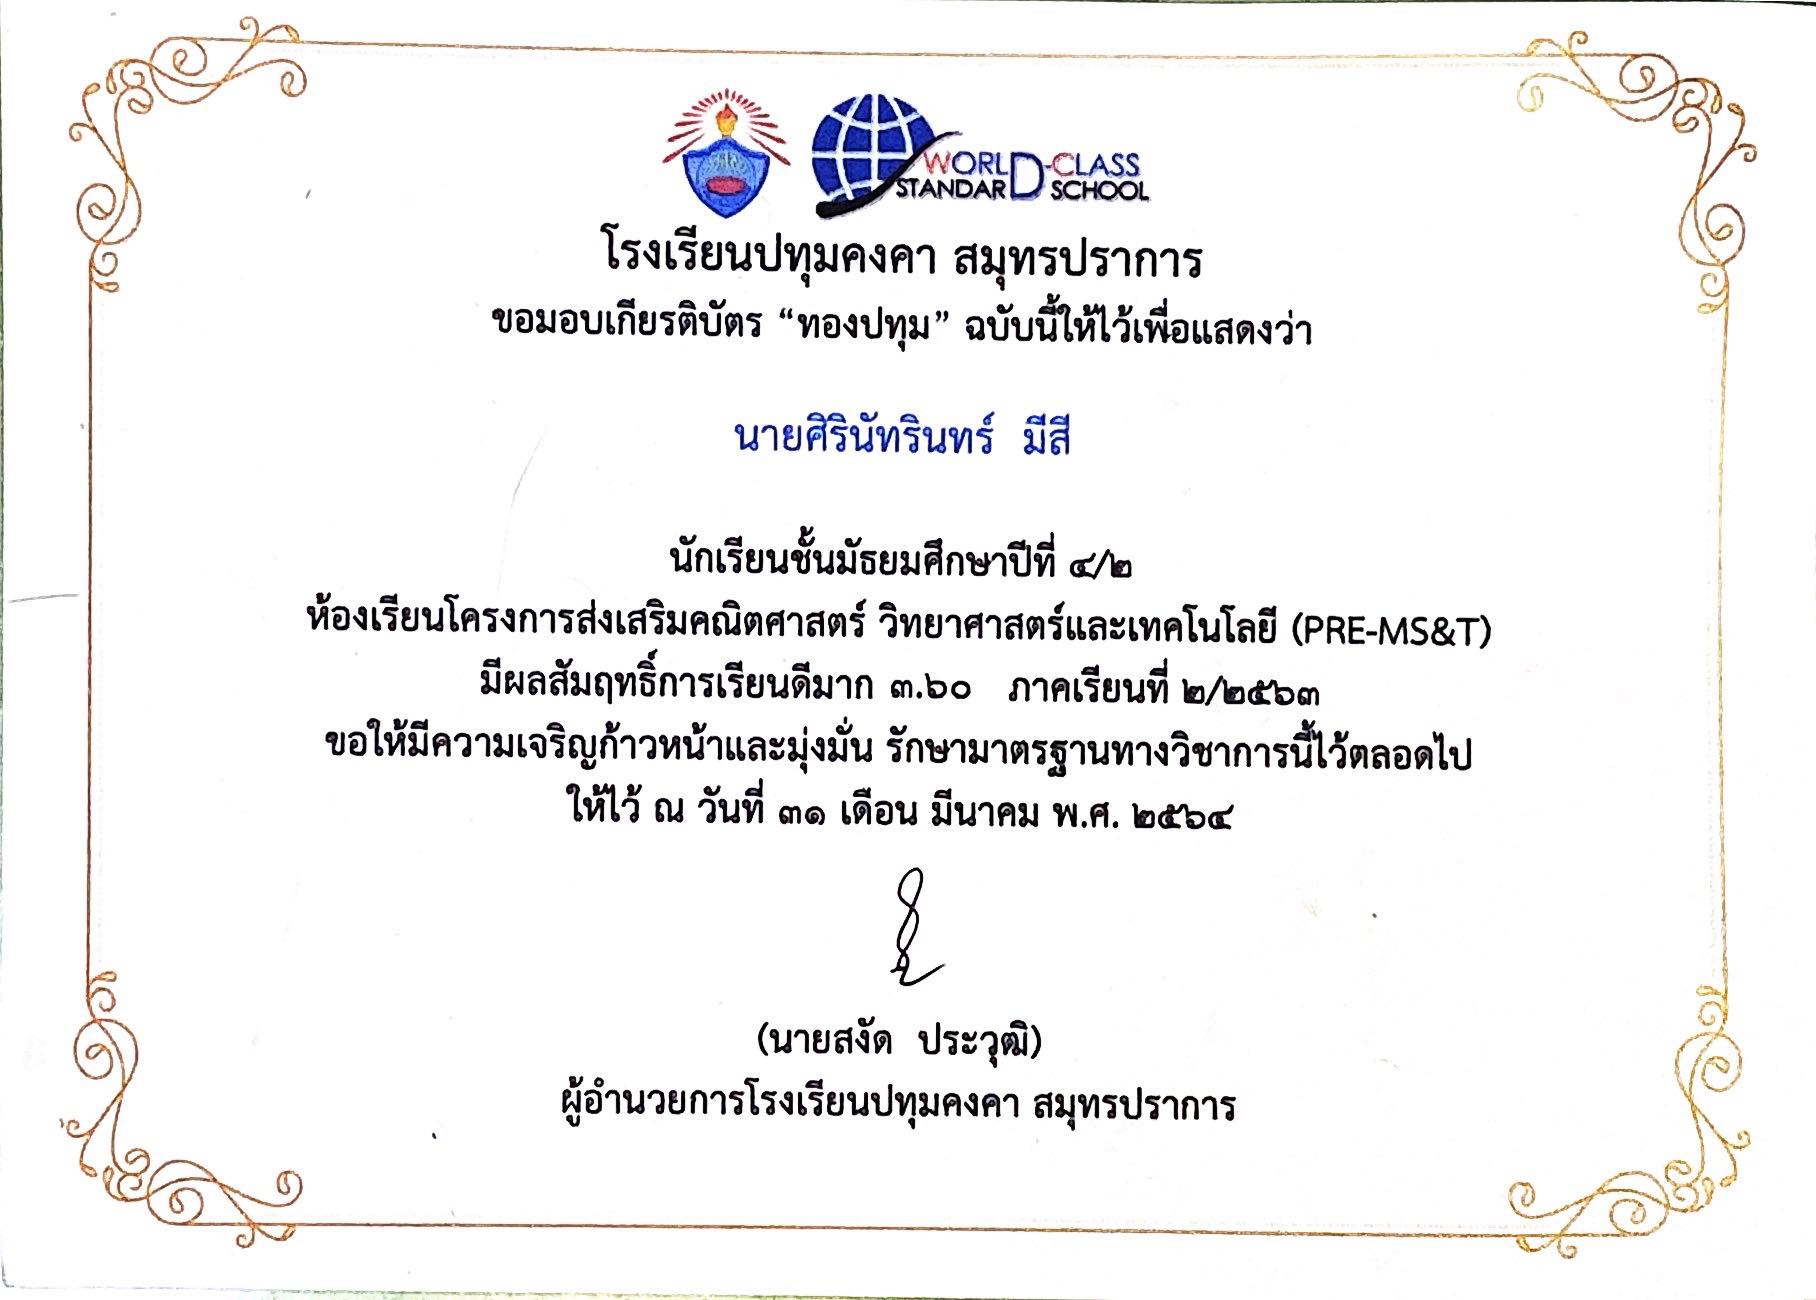 WORLD-CLASS
STANDARD SCHOOL
โรงเรียนปทุมคงคา สมุทรปราการ
ขอมอบเกียรติบัตร “ทองปทุม” ฉบับนี้ให้ไว้เพื่อแสดงว่า
นายศิรินัทรินทร์ มีสี
นักเรียนชั้นมัธยมศึกษาปีที่ ๔/๒
ห้องเรียนโครงการส่งเสริมคณิตศาสตร์ วิทยาศาสตร์และเทคโนโลยี (PRE-MS&T)
มีผลสัมฤทธิ์การเรียนดีมาก ๓.๖๐ ภาคเรียนที่ ๒/๒๕๖๓
ขอให้มีความเจริญก้าวหน้าและมุ่งมั่น รักษามาตรฐานทางวิชาการนี้ไว้ตลอดไป
ให้ไว้ ณ วันที่ ๓๑ เดือน มีนาคม พ.ศ. ๒๕๖๔
(นายสงัด ประวุฒิ)
ผู้อำนวยการโรงเรียนปทุมคงคา สมุทรปราการ